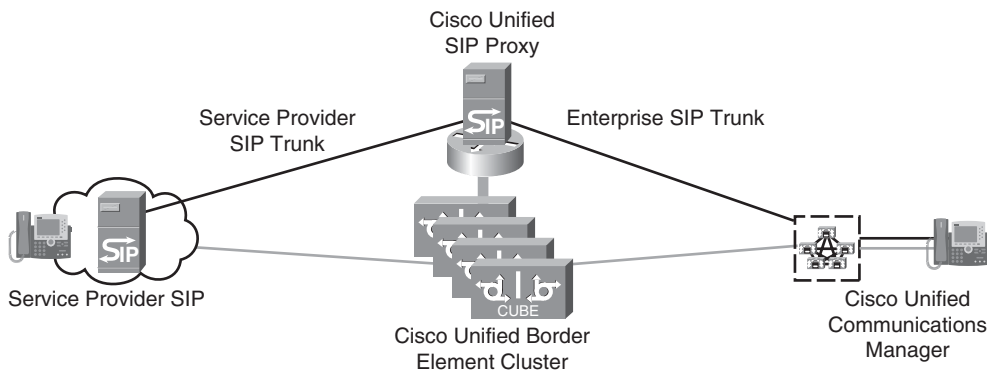 Cisco Unified
SIP Proxy
Service Provider
SIP Trunk
Enterprise SIP Trunk
SIP
SIP
CUBE
Service Provider SIP
Cisco Unified Border
Element Cluster
Cisco Unified
Communications
Manager